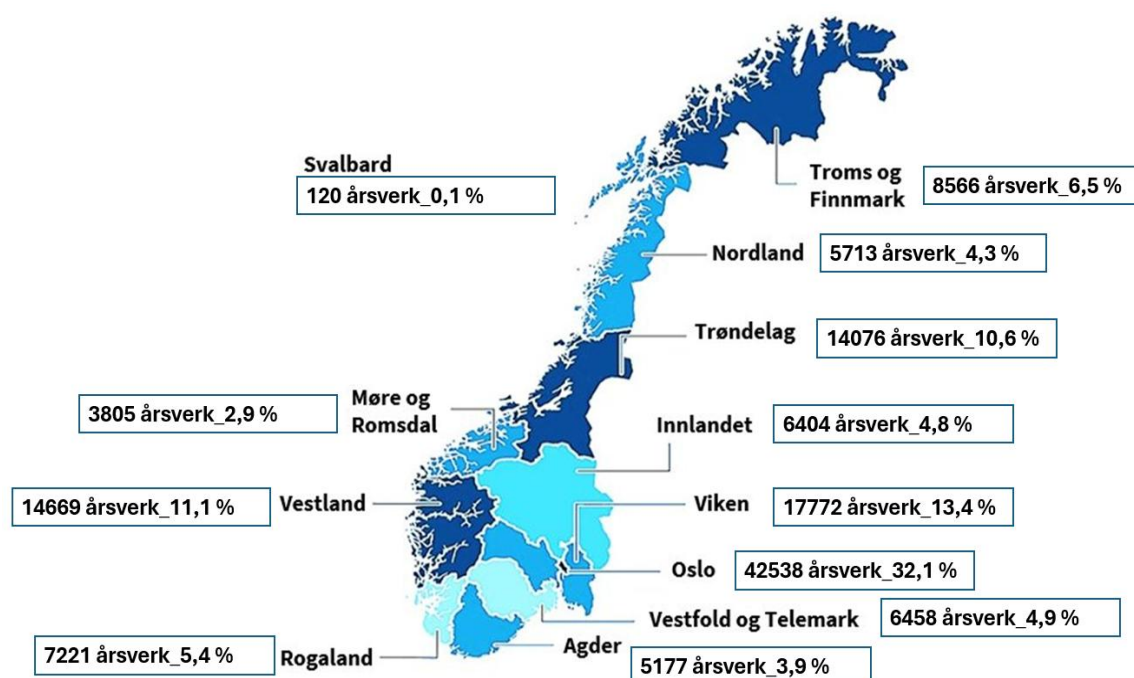 Svalbard
120 årsverk_0,1 %
Troms og
Finnmark
8566 årsverk_6,5 %
Nordland
5713 årsverk_4,3 %
Trøndelag
14076 årsverk_10,6 %
Møre og
Romsdal
3805 årsverk_2,9 %
Innlandet
6404 årsverk_4,8 %
Vestland
14669 årsverk_11,1 %
Viken
17772 årsverk_13,4 %
Oslo
42538 årsverk_32,1 %
Vestfold og Telemark
6458 årsverk_4,9 %
Agder
5177 årsverk_3,9 %
Rogaland
7221 årsverk_5,4 %